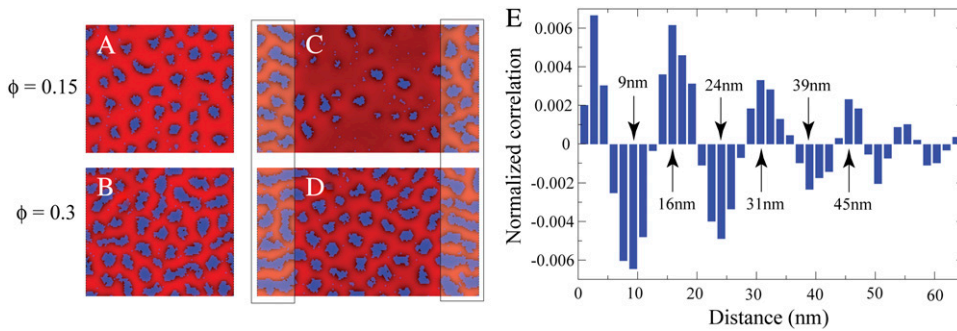 A
C
φ = 0.15
B
D
φ = 0.3
E
Normalized correlation
0.006
0.004
0.002
0
-0.002
-0.004
-0.006
9nm
24nm
39nm
16nm
31nm
45nm
0
10
20
30
40
50
60
Distance (nm)